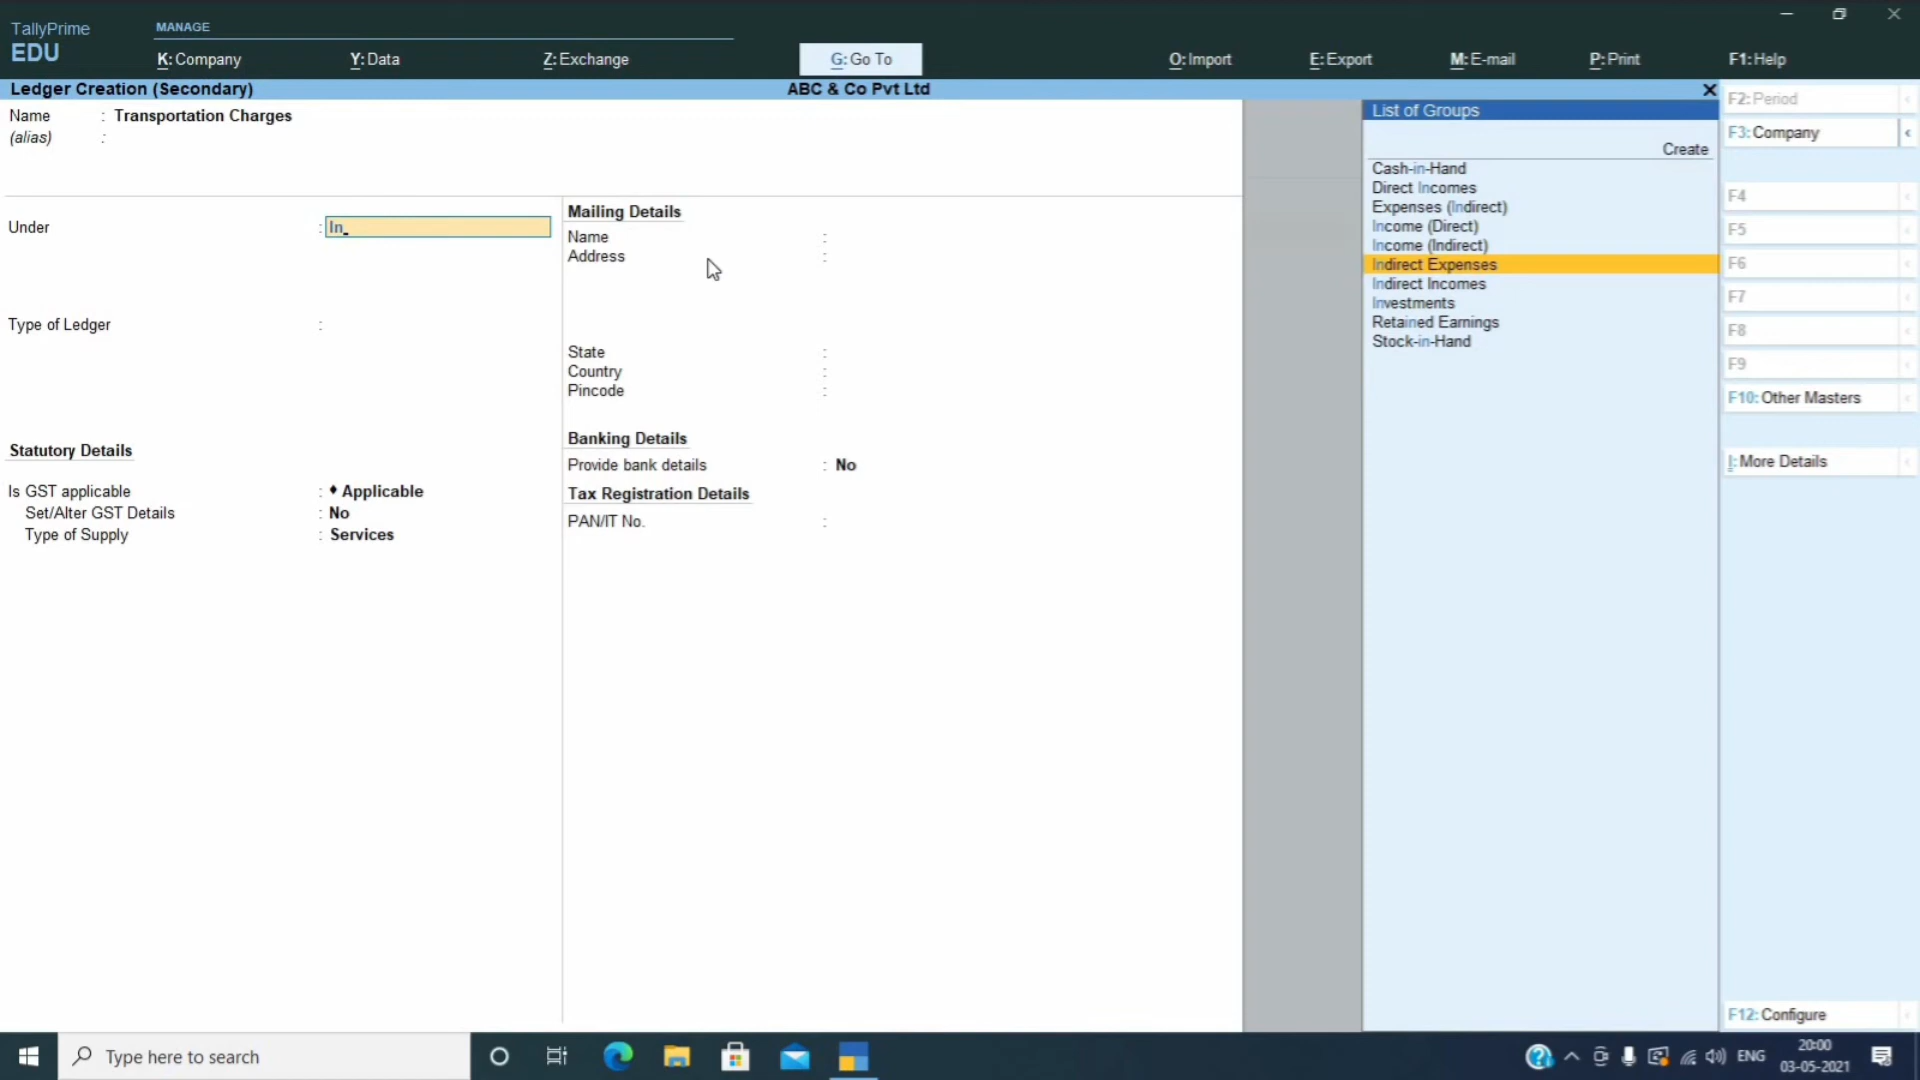 TallyPrime
EDU
MANAGE
K: Company
Y: Data
Z: Exchange
G: Go To
O: Import
E: Export
M: E-mail
P: Print
F1: Help
Ledger Creation (Secondary)
ABC & Co Pvt Ltd
Name : Transportation Charges
(alias) :
Under : In_
Type of Ledger :
Statutory Details
Is GST applicable : ♦ Applicable
Set/Alter GST Details : No
Type of Supply : Services
Mailing Details
Name :
Address :
State :
Country :
Pincode :
Banking Details
Provide bank details : No
Tax Registration Details
PAN/IT No. :
List of Groups
Create
Cash-in-Hand
Direct Incomes
Expenses (Indirect)
Income (Direct)
Income (Indirect)
Indirect Expenses
Indirect Incomes
Investments
Retained Earnings
Stock-in-Hand
F2: Period
F3: Company
F4
F5
F6
F7
F8
F9
F10: Other Masters
I: More Details
F12: Configure
Type here to search
ENG
20:00
03-05-2021